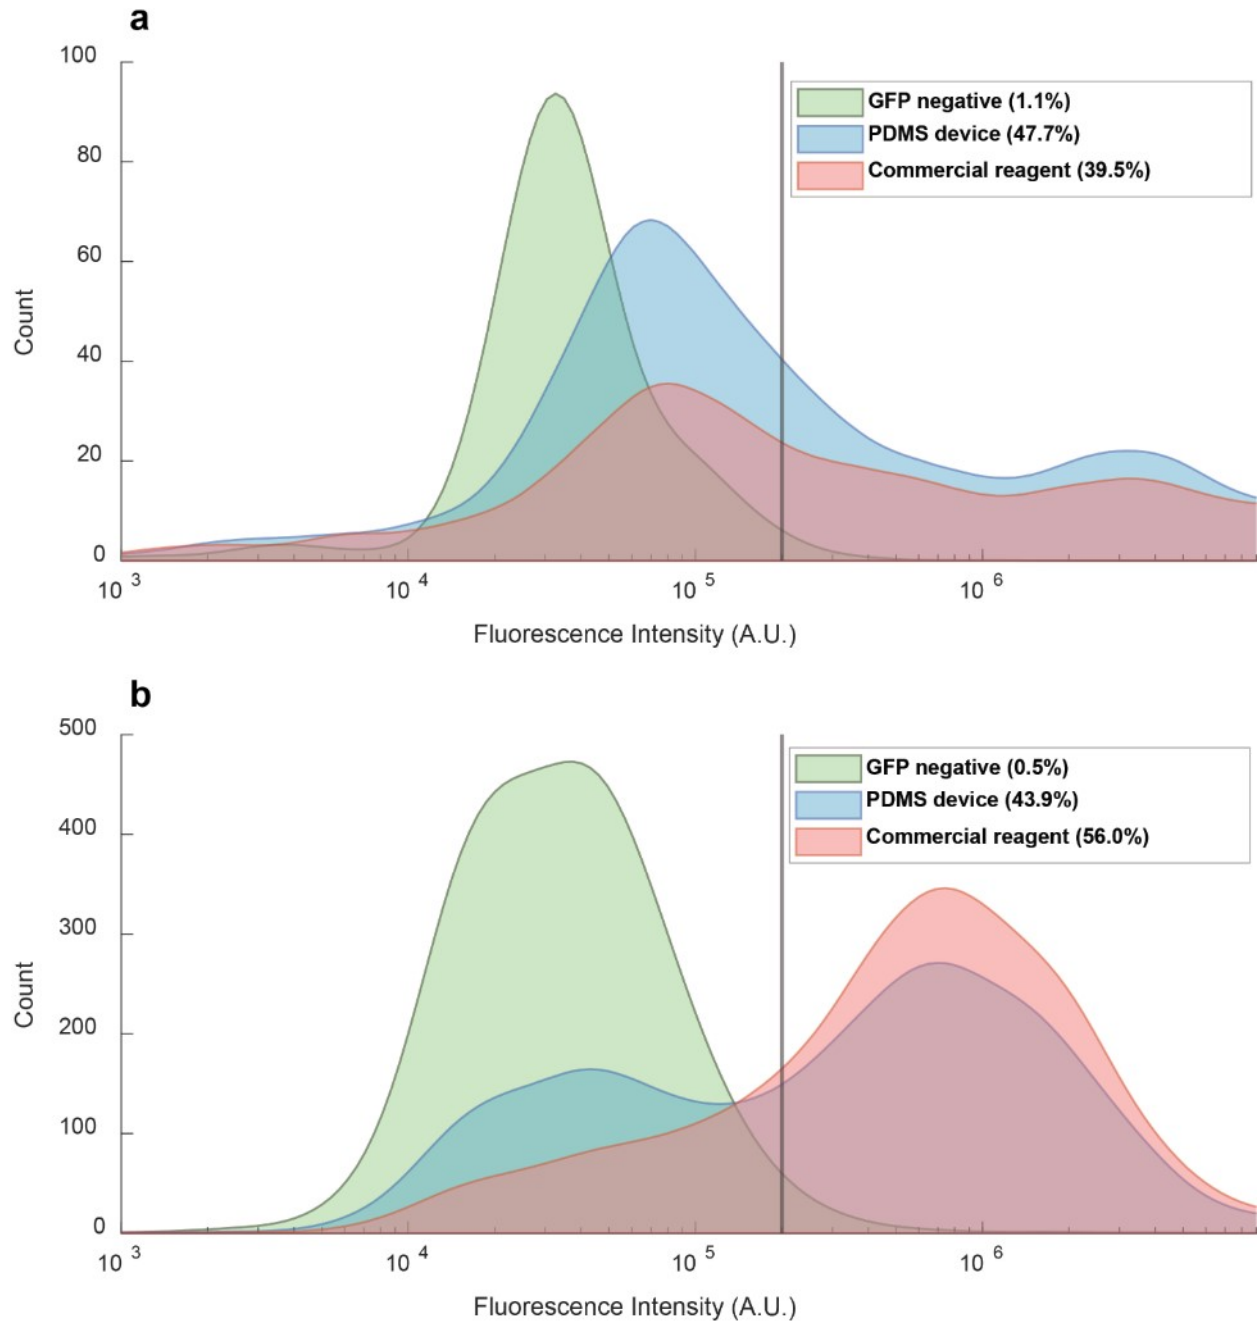 a
100
80
60
40
20
0
Count
10 3
10 4
10 5
10 6
Fluorescence Intensity (A.U.)
GFP negative (1.1%)
PDMS device (47.7%)
Commercial reagent (39.5%)
b
500
400
300
200
100
0
Count
10 3
10 4
10 5
10 6
Fluorescence Intensity (A.U.)
GFP negative (0.5%)
PDMS device (43.9%)
Commercial reagent (56.0%)